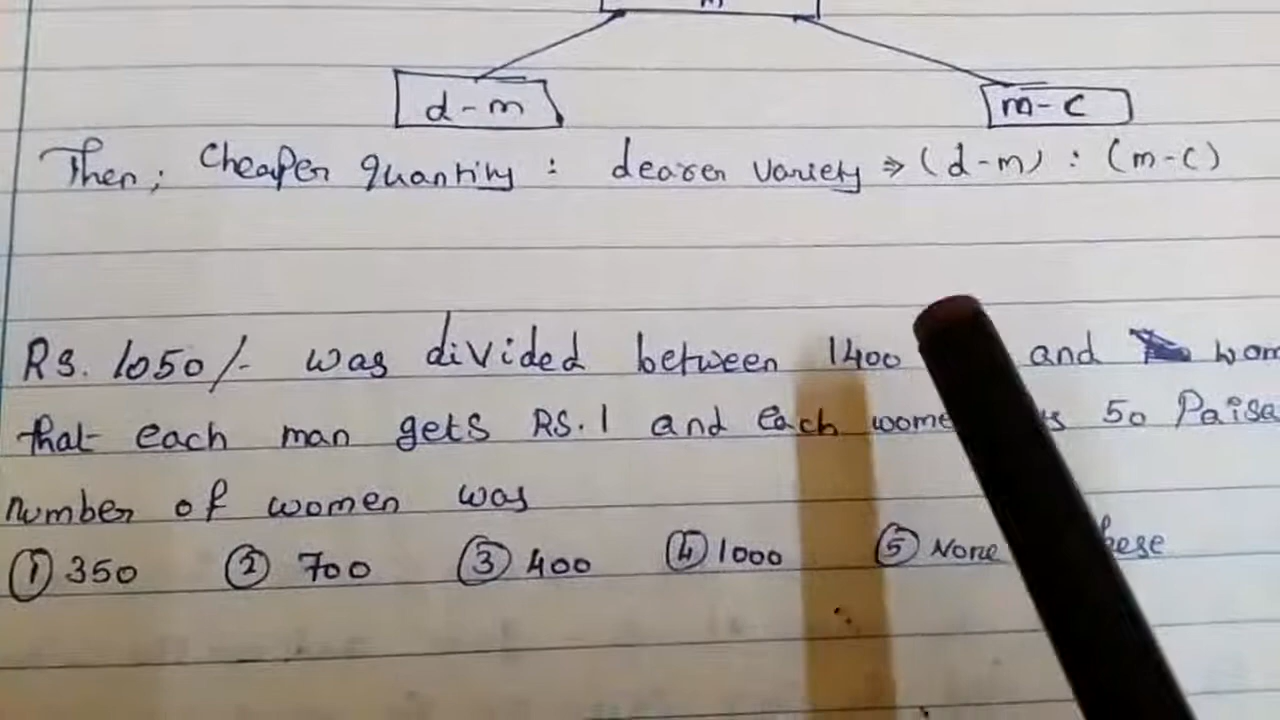 m
d-m
m-c
Then; Cheaper quantity : dearer variety ⇒ (d-m) : (m-c)
Rs. 1050/- was divided between 1400 and
that each man gets RS.1 and each 50 Paisa
number of women was
① 350 ② 700 ③ 400 ④ 1000 ⑤ None